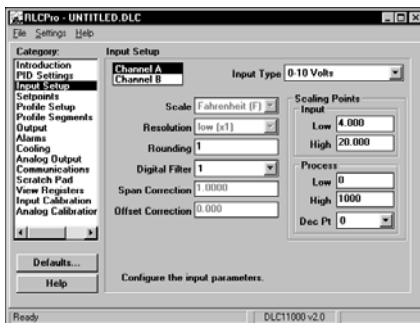 RLCPro - UNTITLED.DLC
File Settings Help
Category:
Introduction
PID Settings
Input Setup
Setpoints
Profile Setup
Profile Segments
Output
Alarms
Cooling
Analog Output
Communications
Scratch Pad
View Registers
Input Calibration
Analog Calibration
Defaults...
Help
Input Setup
Channel A
Channel B
Input Type 0-10 Volts
Scale Fahrenheit (F)
Resolution low (x1)
Rounding 1
Digital Filter 1
Span Correction 1.0000
Offset Correction 0.000
Scaling Points
Input
Low 4.000
High 20.000
Process
Low 0
High 1000
Dec Pt 0
Configure the input parameters.
Ready DLC11000 v2.0